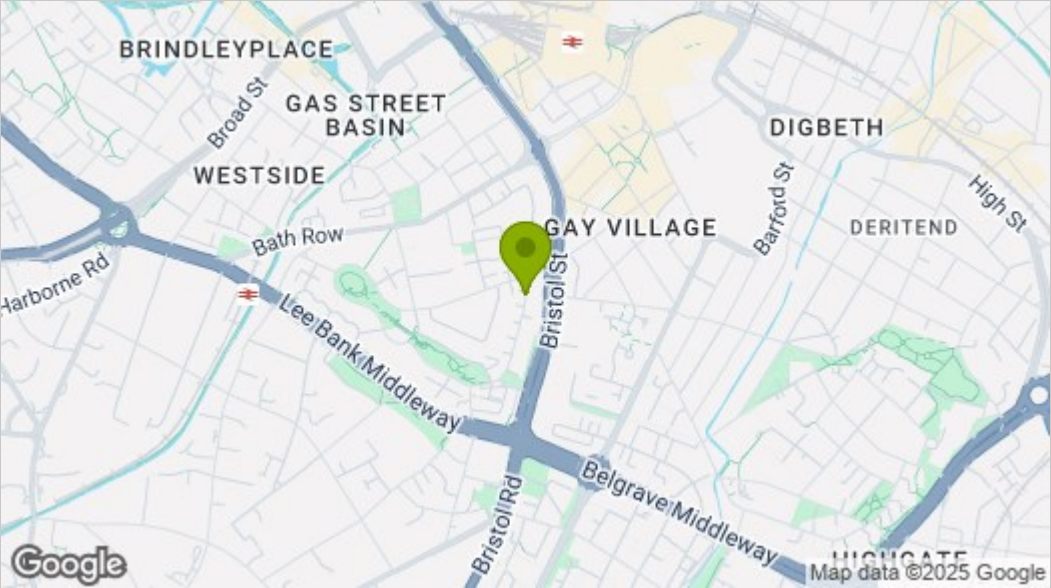 BRINDLEYPLACE
Broad St
GAS STREET
BASIN
DIGBETH
WESTSIDE
Barford St
High St
GAY VILLAGE
DERITEND
Bath Row
Harborne Rd
Bristol St
Lee Bank Middleway
Belgrave Middleway
Bristol Rd
HIGHGATE
Google
Map data ©2025 Google